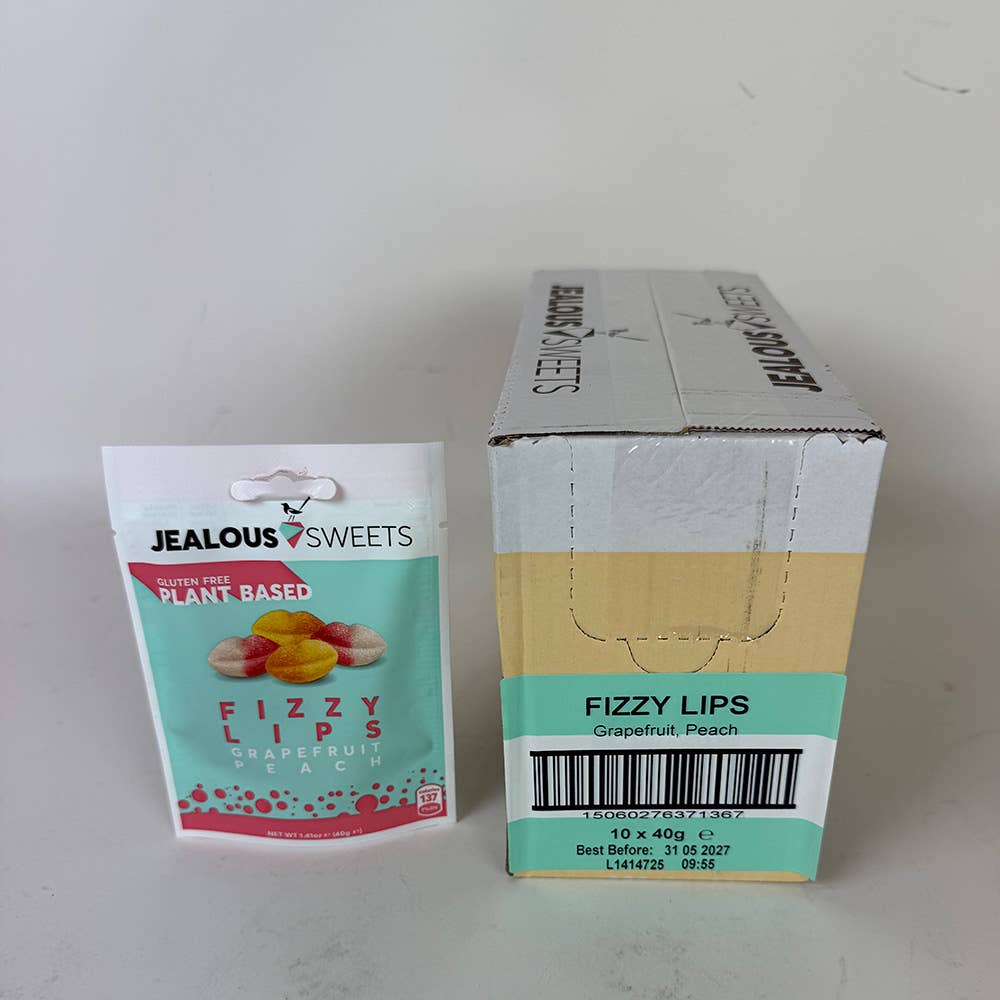 JEALOUS SWEETS
GLUTEN FREE
PLANT BASED
FIZZY
LIPS
GRAPEFRUIT
PEACH
137
NET WT 1.41oz e (40g e)
JEALOUS SWEETS
JEALOUS SWEETS
FIZZY LIPS
Grapefruit, Peach
15060276371367
10 x 40g e
Best Before: 31 05 2027
L1414725 09:55